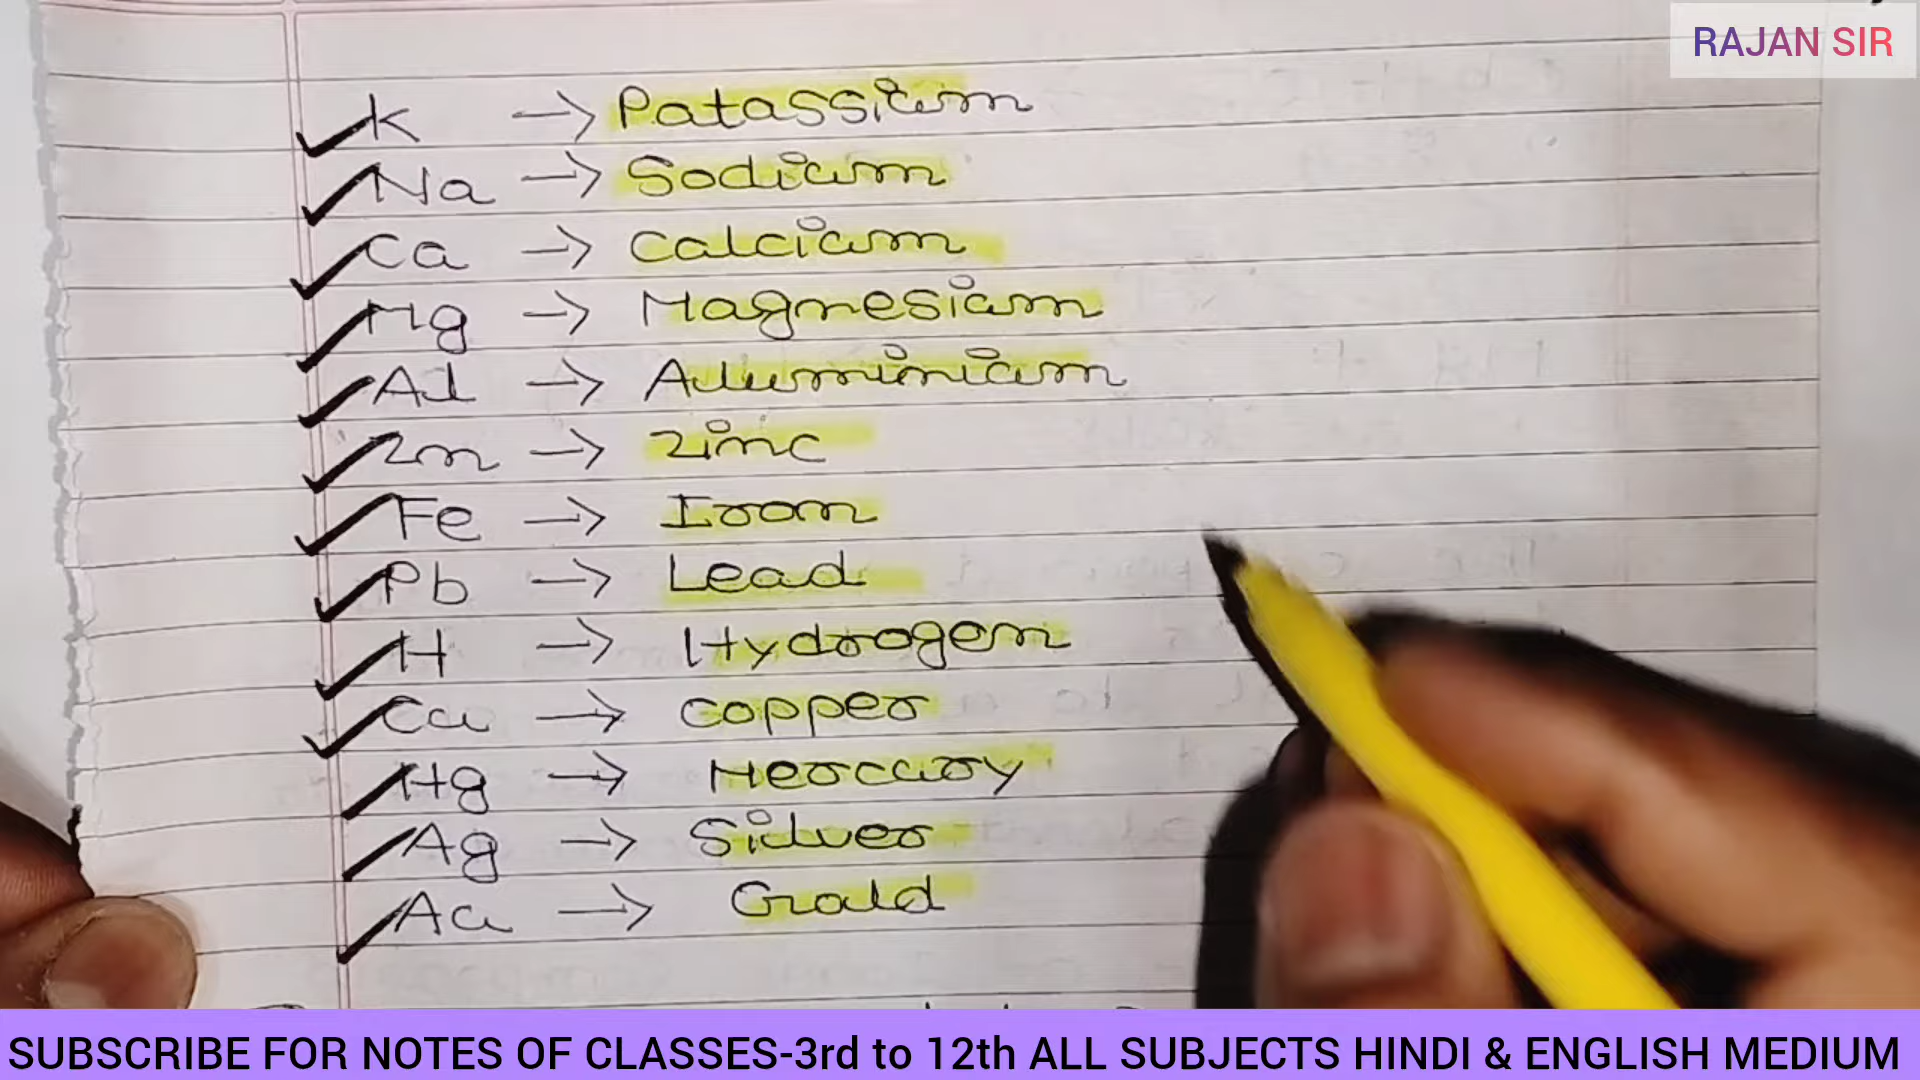 RAJAN SIR
K → Patassium
Na → Sodium
Ca → Calcium
Mg → Magnesium
Al → Aluminium
Zn → Zinc
Fe → Iron
Pb → Lead
H → Hydrogen
Cu → Copper
Hg → Mercury
Ag → Silver
Au → Gold
SUBSCRIBE FOR NOTES OF CLASSES-3rd to 12th ALL SUBJECTS HINDI & ENGLISH MEDIUM